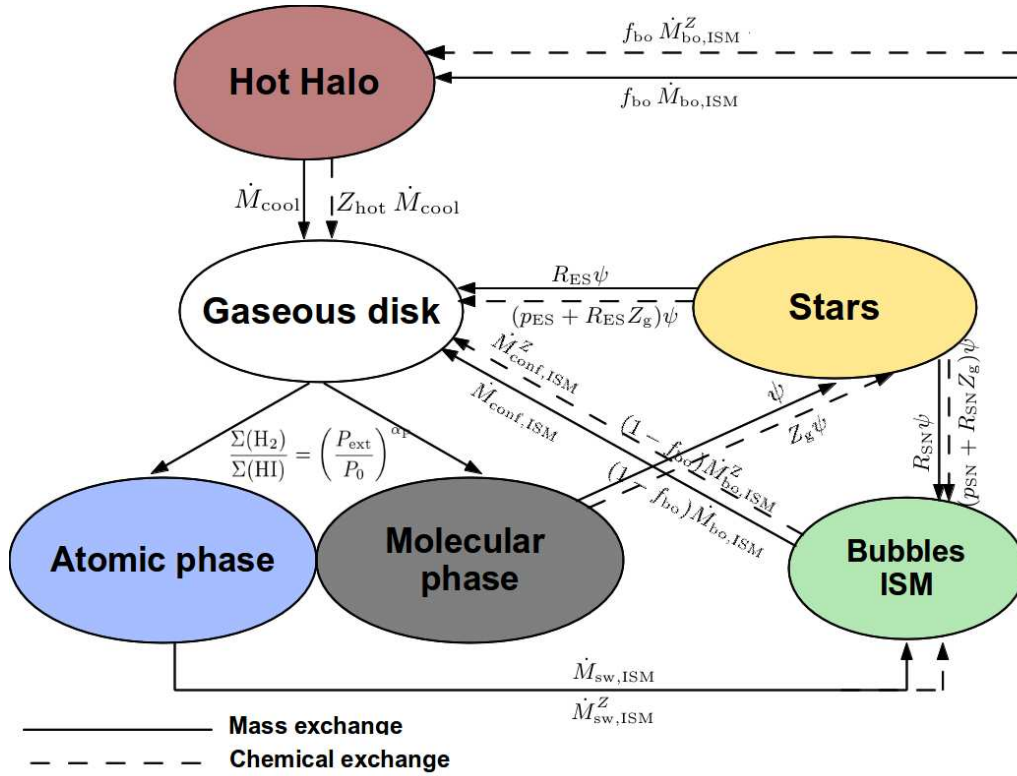 f_bo Ṁ^Z_bo,ISM
Hot Halo
f_bo Ṁ_bo,ISM
Ṁ_cool
Z_hot Ṁ_cool
R_ES ψ
Gaseous disk
Stars
(p_ES + R_ES Z_g)ψ
Ṁ^Z_conf,ISM
Ṁ_conf,ISM
ψ
Z_g ψ
R_SN ψ
(p_SN + R_SN Z_g)ψ
(1 − f_bo)Ṁ^Z_bo,ISM
(1 − f_bo)Ṁ_bo,ISM
Σ(H₂)/Σ(HI) = (P_ext/P_0)^α_P
Atomic phase
Molecular
phase
Bubbles
ISM
Ṁ_sw,ISM
Ṁ^Z_sw,ISM
Mass exchange
Chemical exchange